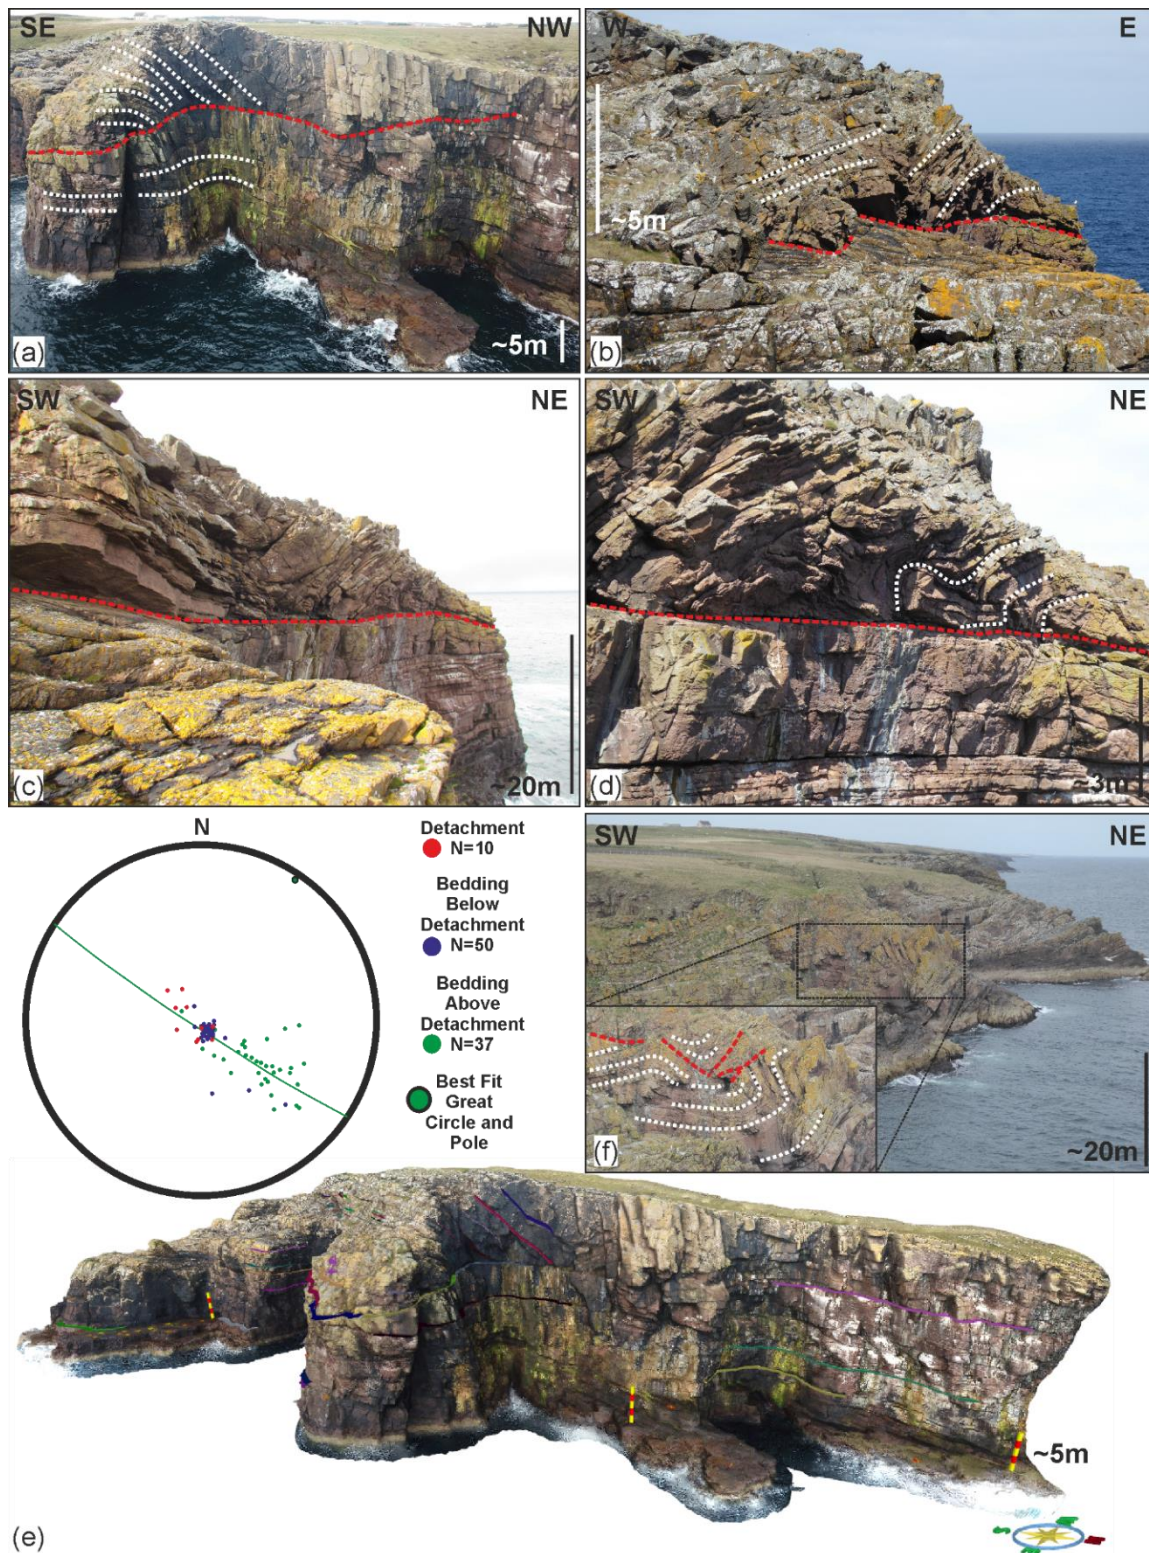 SE
NW
(a)
~5m
W
E
~5m
(b)
SW
NE
(c)
~20m
SW
NE
(d)
~3m
N
Detachment
N=10
Bedding
Below
Detachment
N=50
Bedding
Above
Detachment
N=37
Best Fit
Great
Circle and
Pole
SW
NE
(f)
~20m
~5m
(e)